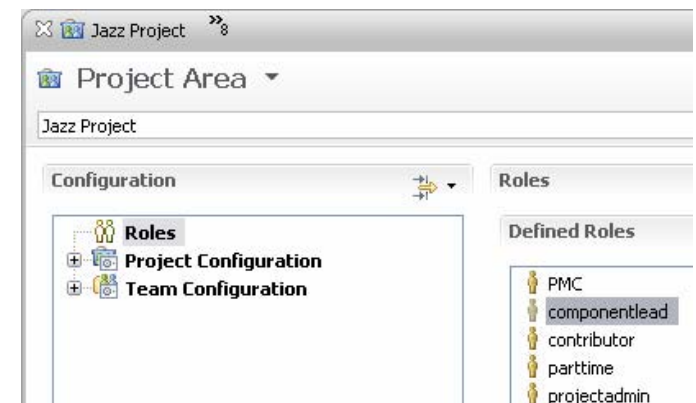 Jazz Project »8
Project Area
Jazz Project
Configuration
Roles
Project Configuration
Team Configuration
Roles
Defined Roles
PMC
componentlead
contributor
parttime
projectadmin